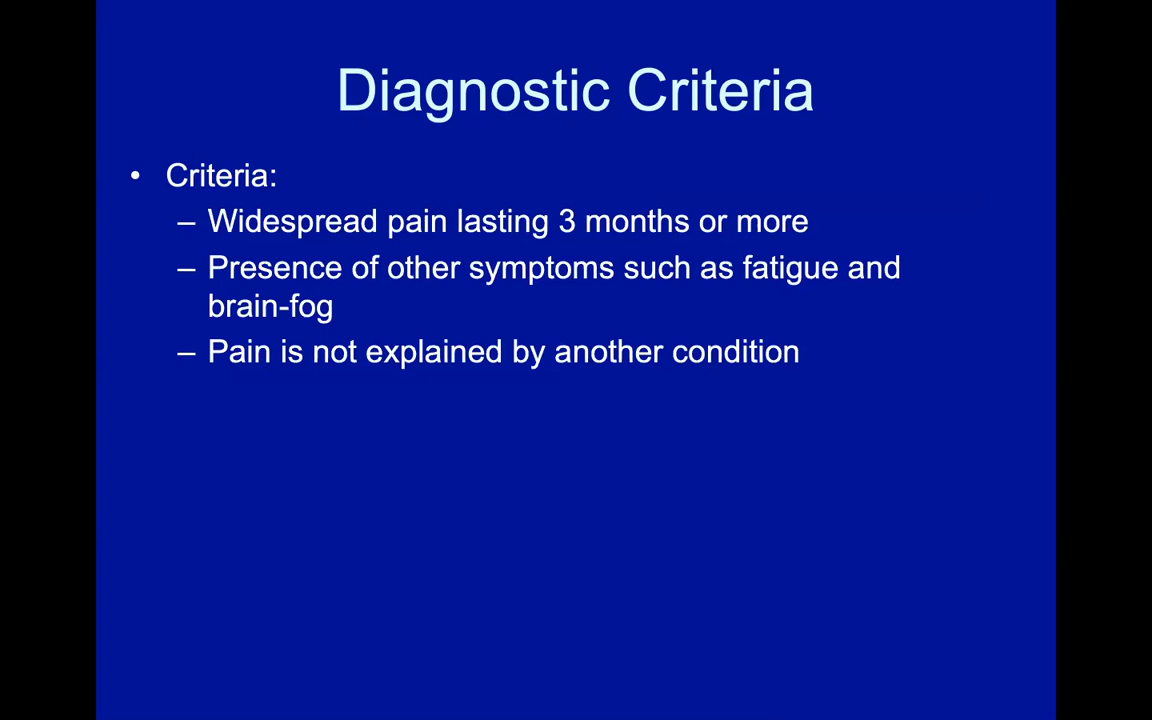 Diagnostic Criteria
• Criteria:
– Widespread pain lasting 3 months or more
– Presence of other symptoms such as fatigue and
brain-fog
– Pain is not explained by another condition